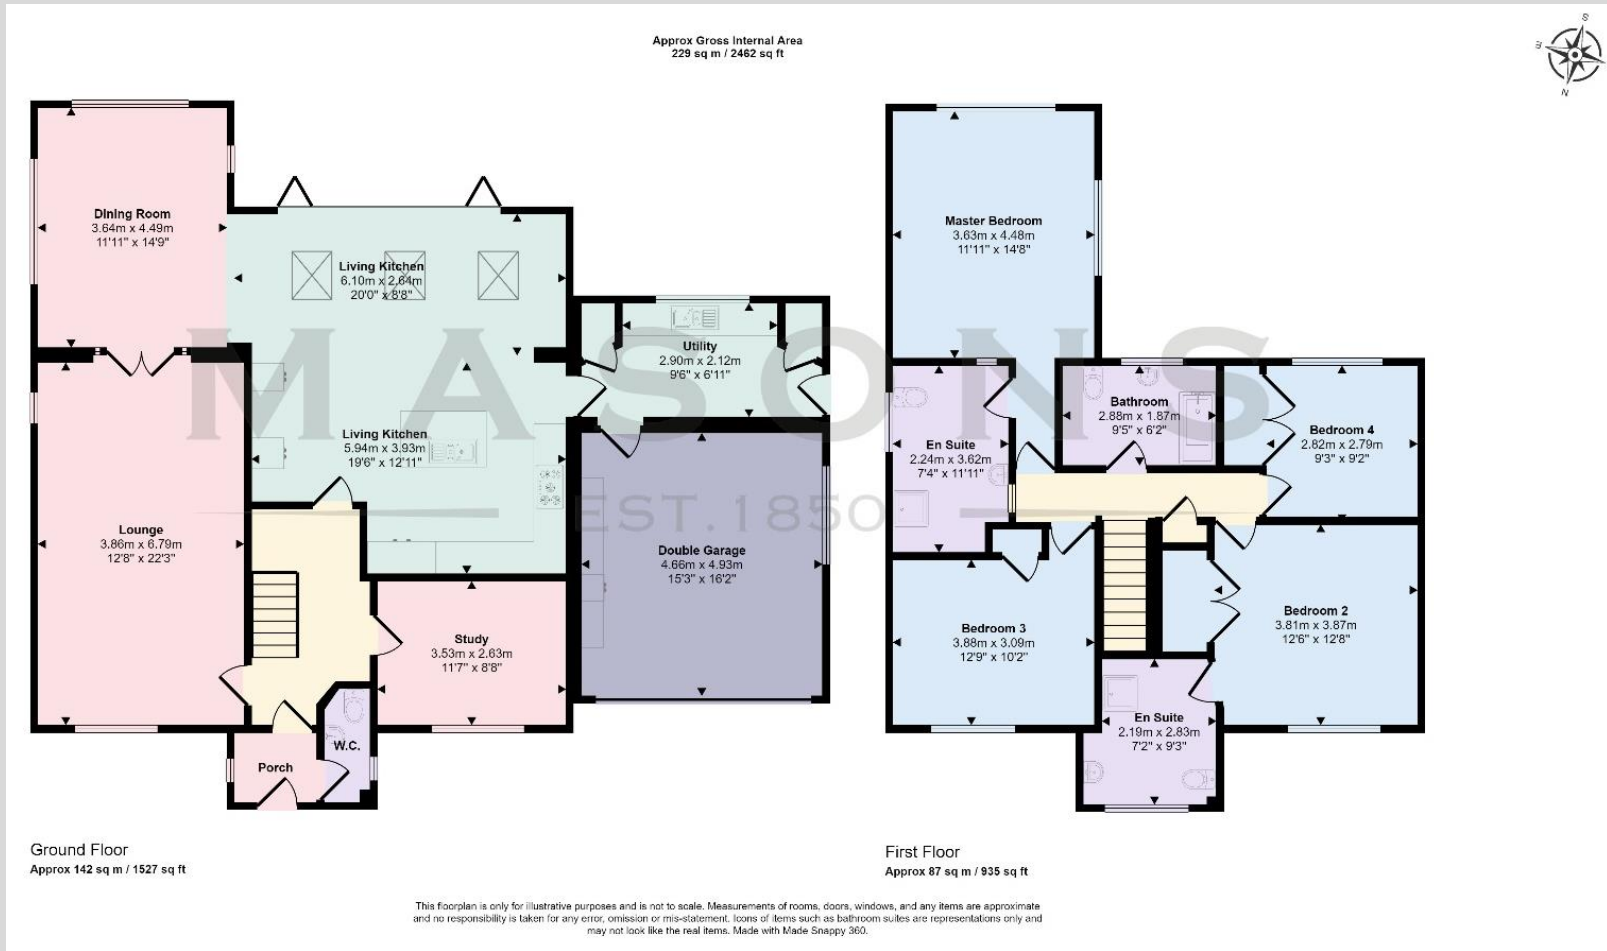 Approx Gross Internal Area
229 sq m / 2462 sq ft
S
E
N
Dining Room
3.64m x 4.49m
11'11" x 14'9"
Living Kitchen
6.10m x 2.64m
20'0" x 8'8"
Utility
2.90m x 2.12m
9'6" x 6'11"
MASONS
EST. 1850
Living Kitchen
5.94m x 3.93m
19'6" x 12'11"
Lounge
3.86m x 6.79m
12'8" x 22'3"
Double Garage
4.66m x 4.93m
15'3" x 16'2"
Study
3.53m x 2.63m
11'7" x 8'8"
W.C.
Porch
Ground Floor
Approx 142 sq m / 1527 sq ft
Master Bedroom
3.63m x 4.48m
11'11" x 14'8"
Bathroom
2.88m x 1.87m
9'5" x 6'2"
Bedroom 4
2.82m x 2.79m
9'3" x 9'2"
En Suite
2.24m x 3.62m
7'4" x 11'11"
Bedroom 3
3.88m x 3.09m
12'9" x 10'2"
Bedroom 2
3.81m x 3.87m
12'6" x 12'8"
En Suite
2.19m x 2.83m
7'2" x 9'3"
First Floor
Approx 87 sq m / 935 sq ft
This floorplan is only for illustrative purposes and is not to scale. Measurements of rooms, doors, windows, and any items are approximate
and no responsibility is taken for any error, omission or mis-statement. Icons of items such as bathroom suites are representations only and
may not look like the real items. Made with Made Snappy 360.